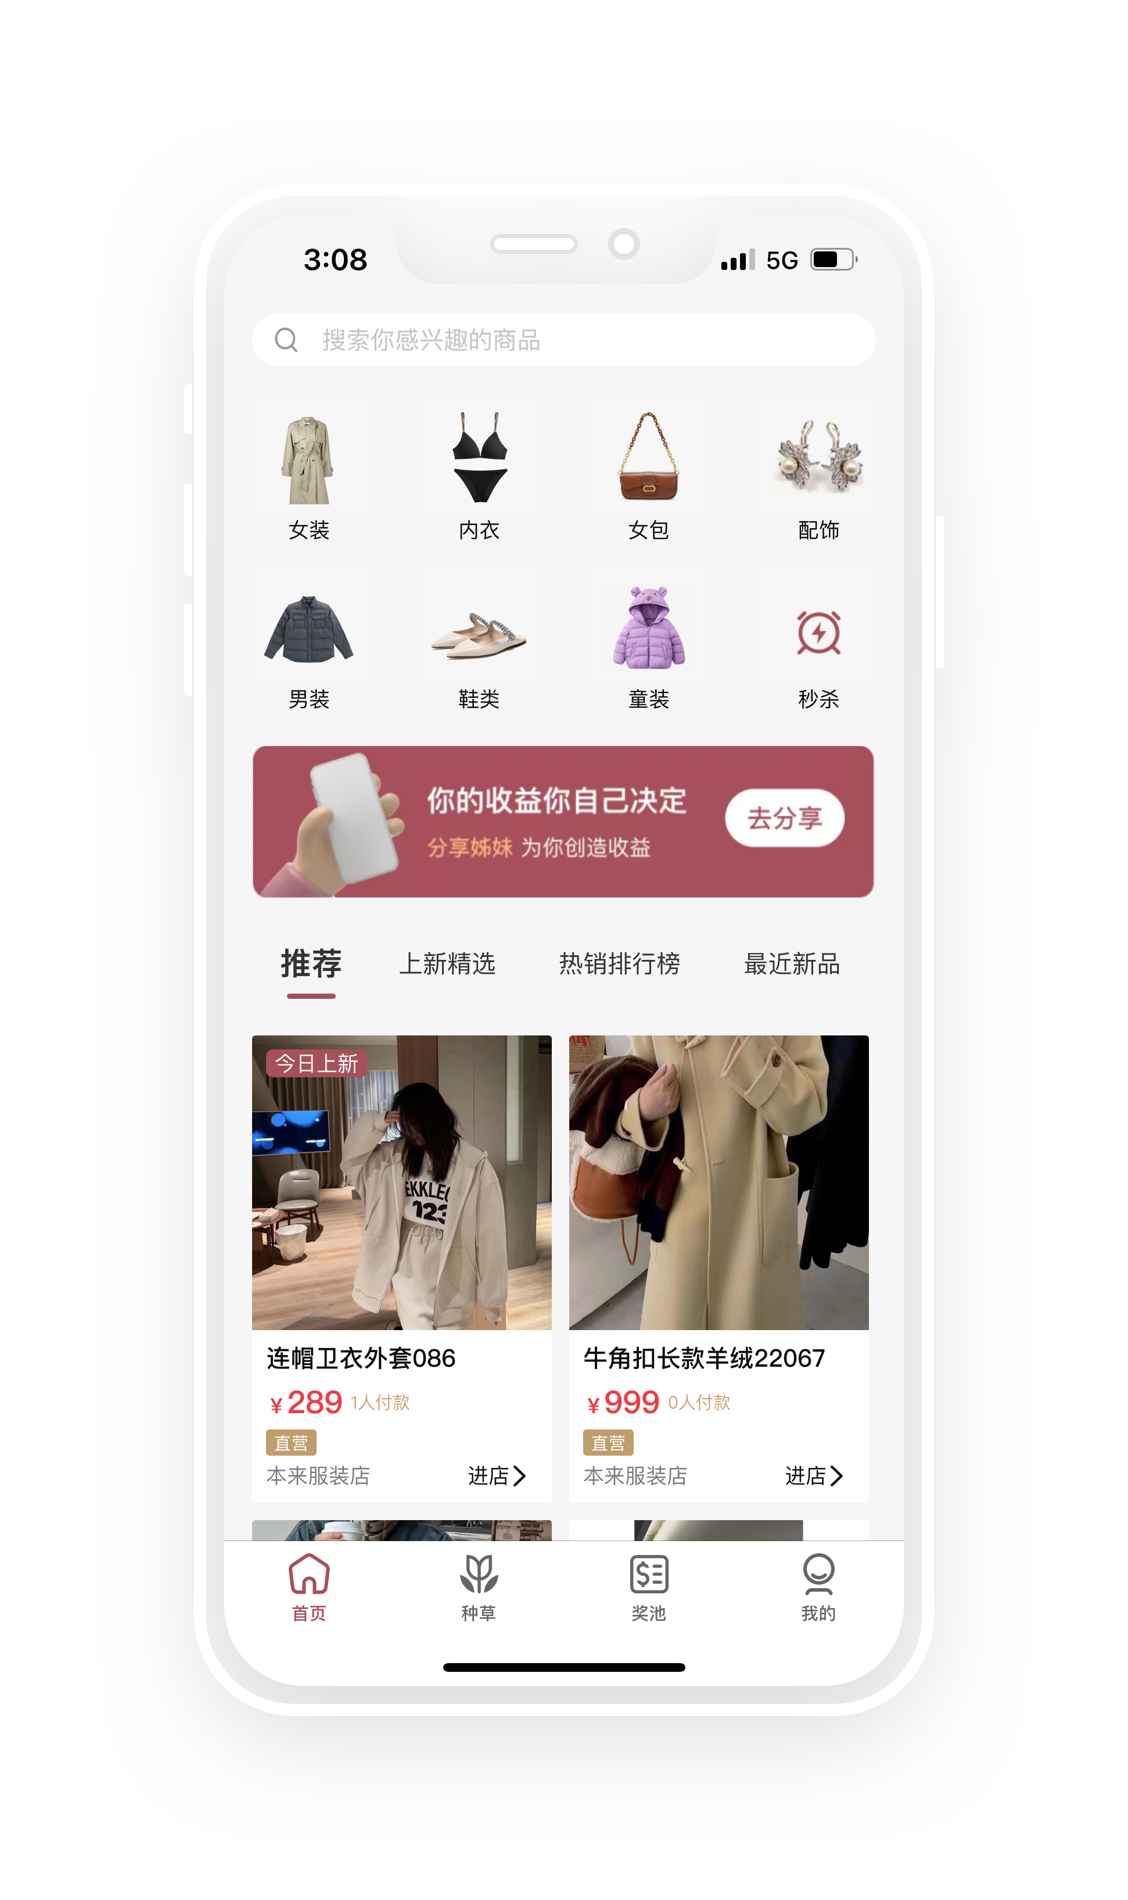 3:08
5G
搜索你感兴趣的商品
女装
内衣
女包
配饰
男装
鞋类
童装
秒杀
你的收益你自己决定
分享姊妹 为你创造收益
去分享
推荐
上新精选
热销排行榜
最近新品
今日上新
EKKLEC
123
连帽卫衣外套086
¥289 1人付款
直营
本来服装店
进店
牛角扣长款羊绒22067
¥999 0人付款
直营
本来服装店
进店
首页
种草
奖池
我的